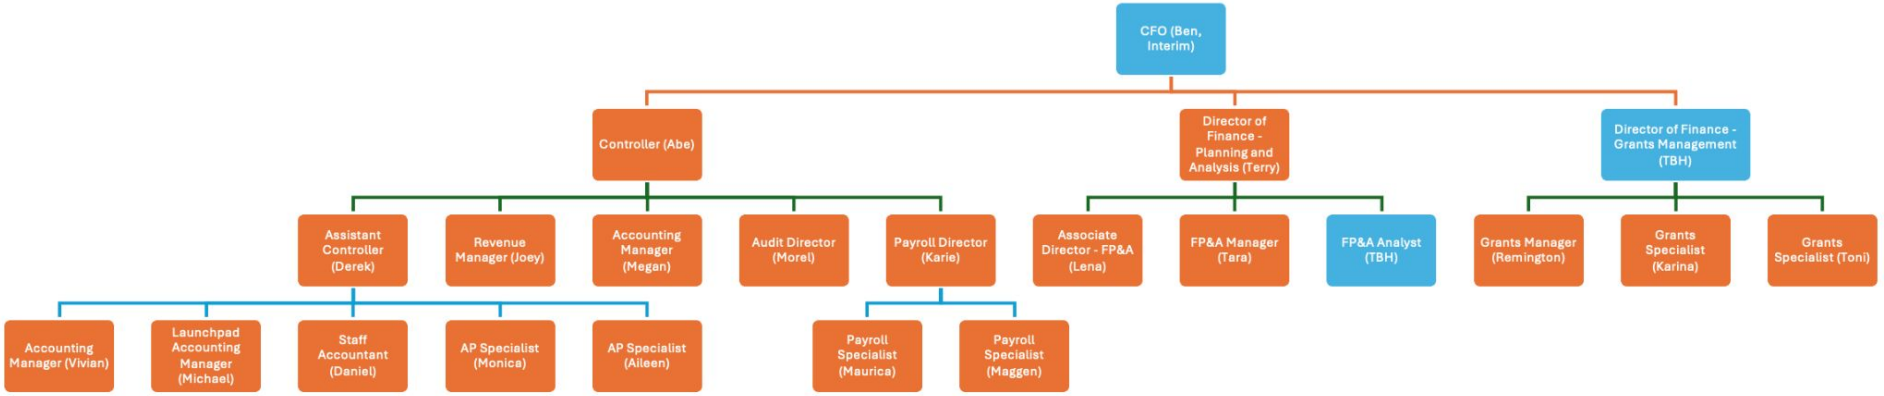 CFO (Ben,
Interim)
Controller (Abe)
Director of
Finance -
Planning and
Analysis (Terry)
Director of Finance -
Grants Management
(TBH)
Assistant
Controller
(Derek)
Revenue
Manager (Joey)
Accounting
Manager
(Megan)
Audit Director
(Morel)
Payroll Director
(Karie)
Associate
Director - FP&A
(Lena)
FP&A Manager
(Tara)
FP&A Analyst
(TBH)
Grants Manager
(Remington)
Grants
Specialist
(Karina)
Grants
Specialist (Toni)
Accounting
Manager (Vivian)
Launchpad
Accounting
Manager
(Michael)
Staff
Accountant
(Daniel)
AP Specialist
(Monica)
AP Specialist
(Aileen)
Payroll
Specialist
(Maurica)
Payroll
Specialist
(Maggen)